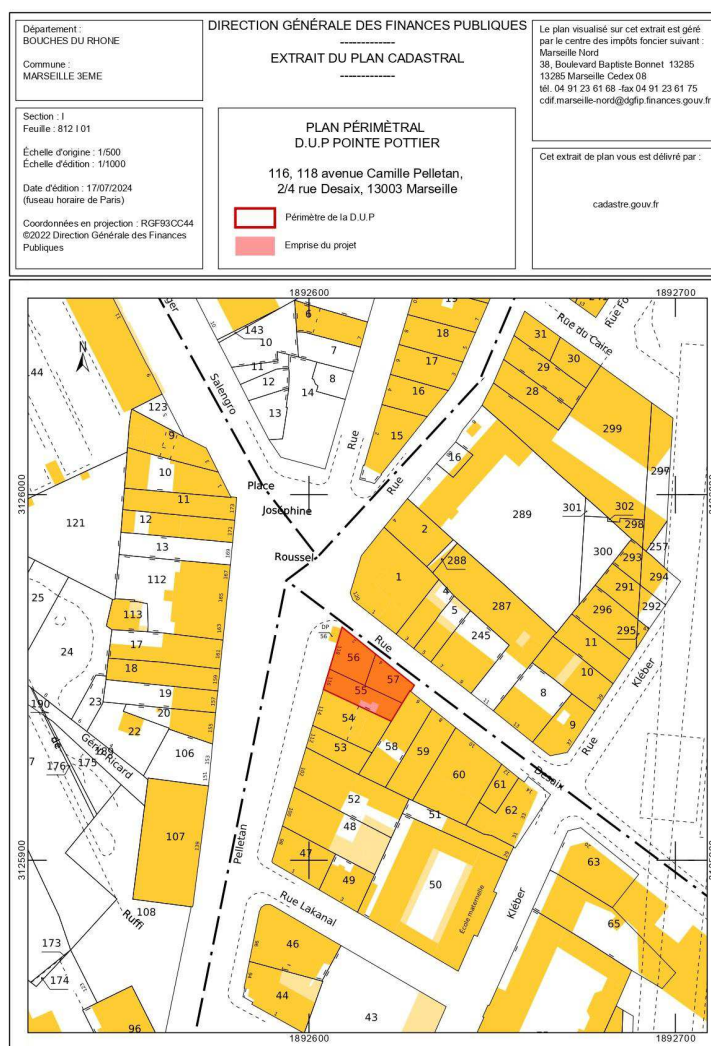 Département :
BOUCHES DU RHONE
Commune :
MARSEILLE 3EME
DIRECTION GÉNÉRALE DES FINANCES PUBLIQUES
-------------
EXTRAIT DU PLAN CADASTRAL
-------------
Le plan visualisé sur cet extrait est géré
par le centre des impôts foncier suivant :
Marseille Nord
38, Boulevard Baptiste Bonnet 13285
13285 Marseille Cedex 08
tél. 04 91 23 61 68 -fax 04 91 23 61 75
cdif.marseille-nord@dgfip.finances.gouv.fr
Section : I
Feuille : 812 I 01
Échelle d'origine : 1/500
Échelle d'édition : 1/1000
Date d'édition : 17/07/2024
(fuseau horaire de Paris)
Coordonnées en projection : RGF93CC44
©2022 Direction Générale des Finances
Publiques
PLAN PÉRIMÈTRAL
D.U.P POINTE POTTIER
116, 118 avenue Camille Pelletan,
2/4 rue Desaix, 13003 Marseille
Périmètre de la D.U.P
Emprise du projet
Cet extrait de plan vous est délivré par :
cadastre.gouv.fr
1892600
1892700
6
19
143
10
18
31
30
Rue du Caire
7
11
17
29
N
Salengro
12
8
14
16
28
123
13
299
9
15
Rue
10
16
Rue
297
3126000
Place
11
289
301
302
121
12
Joséphine
2
298
13
300
257
Roussel
288
293
112
1
294
4
291
25
5
287
296
292
113
245
295
24
17
DP
56
Rue
11
56
18
57
10
Kléber
190
23
19
55
8
20
54
9
22
58
Rue
Génie Ricard
189
106
53
59
176
175
60
Desaix
de
61
52
62
51
107
48
Pelletan
47
50
63
3125900
49
École maternelle
Kléber
Rue Lakanal
108
65
Ruffi
46
173
174
44
43
96
1892600
1892700